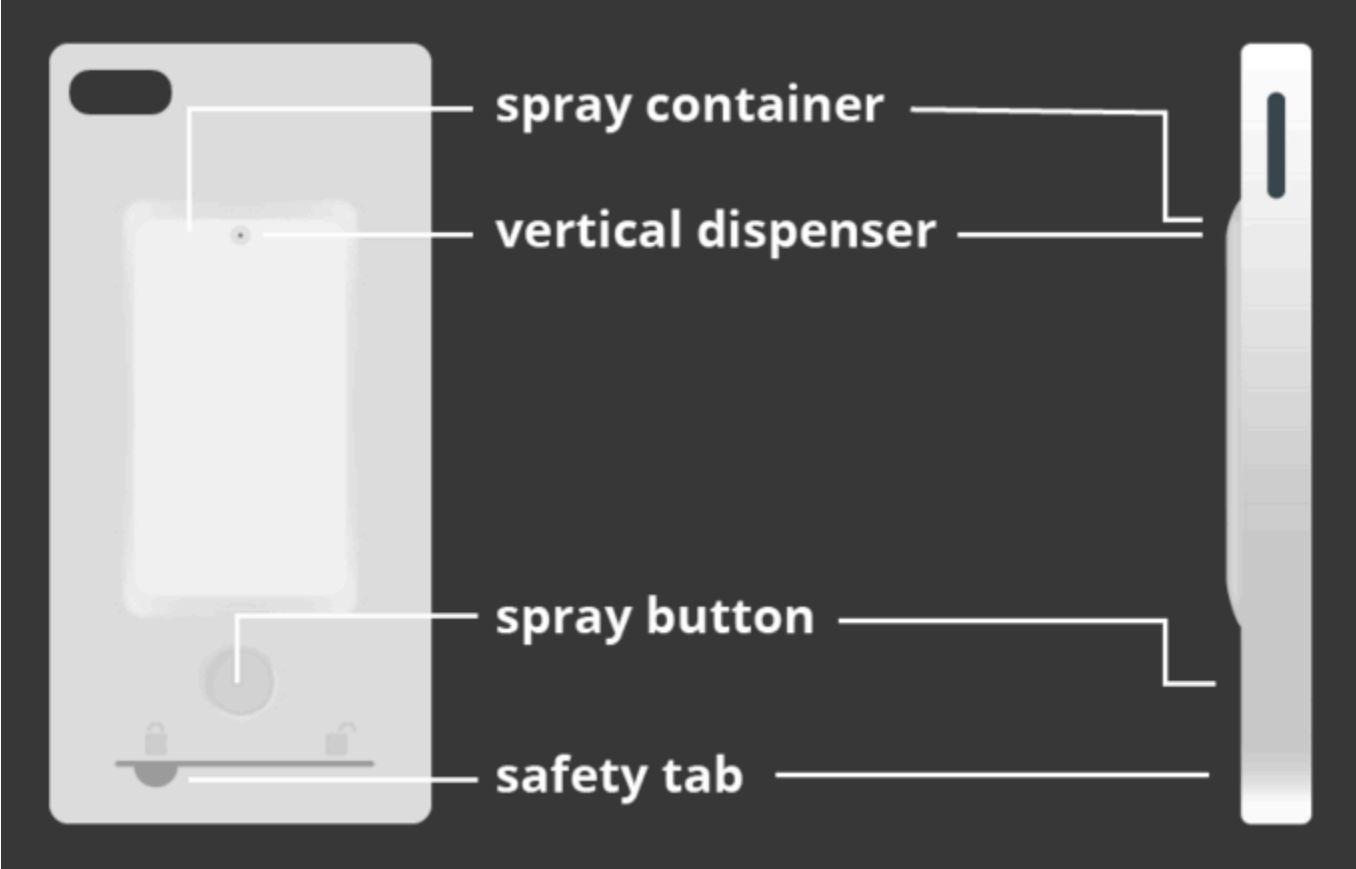 spray container
vertical dispenser
spray button
safety tab